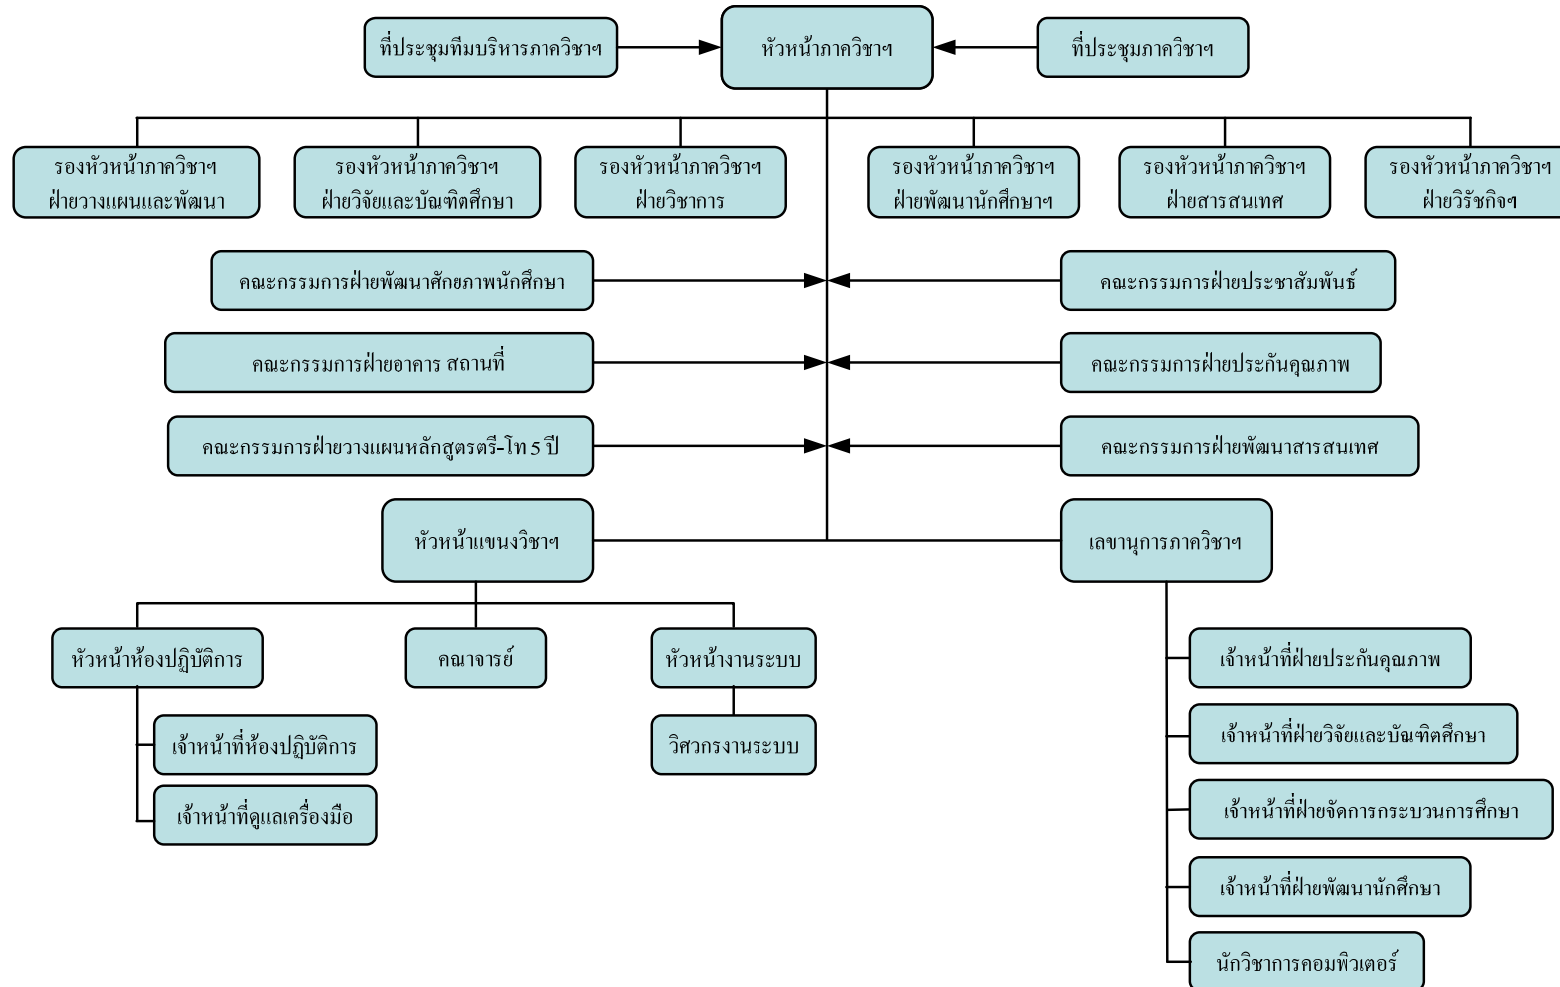 ที่ประชุมทีมบริหารภาควิชาฯ
หัวหน้าภาควิชาฯ
ที่ประชุมภาควิชาฯ
รองหัวหน้าภาควิชาฯ
ฝ่ายวางแผนและพัฒนา
รองหัวหน้าภาควิชาฯ
ฝ่ายวิจัยและบัณฑิตศึกษา
รองหัวหน้าภาควิชาฯ
ฝ่ายวิชาการ
รองหัวหน้าภาควิชาฯ
ฝ่ายพัฒนานักศึกษาฯ
รองหัวหน้าภาควิชาฯ
ฝ่ายสารสนเทศ
รองหัวหน้าภาควิชาฯ
ฝ่ายวิรัชกิจฯ
คณะกรรมการฝ่ายพัฒนาศักยภาพนักศึกษา
คณะกรรมการฝ่ายประชาสัมพันธ์
คณะกรรมการฝ่ายอาคาร สถานที่
คณะกรรมการฝ่ายประกันคุณภาพ
คณะกรรมการฝ่ายวางแผนหลักสูตรตรี-โท 5 ปี
คณะกรรมการฝ่ายพัฒนาสารสนเทศ
หัวหน้าแขนงวิชาฯ
เลขานุการภาควิชาฯ
หัวหน้าห้องปฏิบัติการ
คณาจารย์
หัวหน้างานระบบ
เจ้าหน้าที่ห้องปฏิบัติการ
วิศวกรงานระบบ
เจ้าหน้าที่ดูแลเครื่องมือ
เจ้าหน้าที่ฝ่ายประกันคุณภาพ
เจ้าหน้าที่ฝ่ายวิจัยและบัณฑิตศึกษา
เจ้าหน้าที่ฝ่ายจัดการกระบวนการศึกษา
เจ้าหน้าที่ฝ่ายพัฒนานักศึกษา
นักวิชาการคอมพิวเตอร์